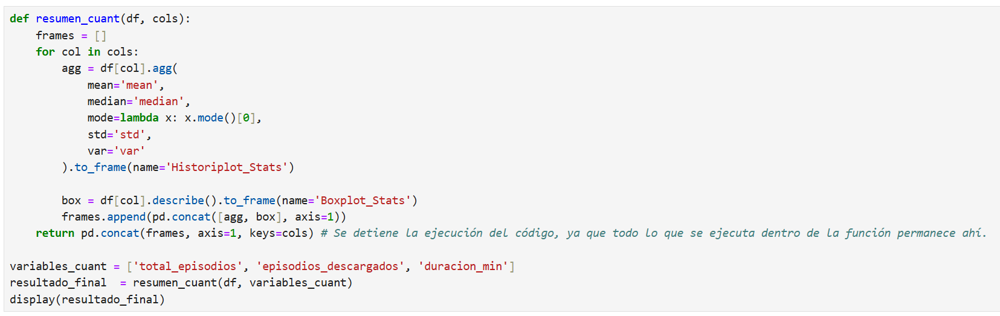 def resumen_cuant(df, cols):
    frames = []
    for col in cols:
        agg = df[col].agg(
            mean='mean',
            median='median',
            mode=lambda x: x.mode()[0],
            std='std',
            var='var'
        ).to_frame(name='Historiplot_Stats')

        box = df[col].describe().to_frame(name='Boxplot_Stats')
        frames.append(pd.concat([agg, box], axis=1))
    return pd.concat(frames, axis=1, keys=cols) # Se detiene la ejecución del código, ya que todo lo que se ejecuta dentro de la función permanece ahí.

variables_cuant = ['total_episodios', 'episodios_descargados', 'duracion_min']
resultado_final  = resumen_cuant(df, variables_cuant)
display(resultado_final)